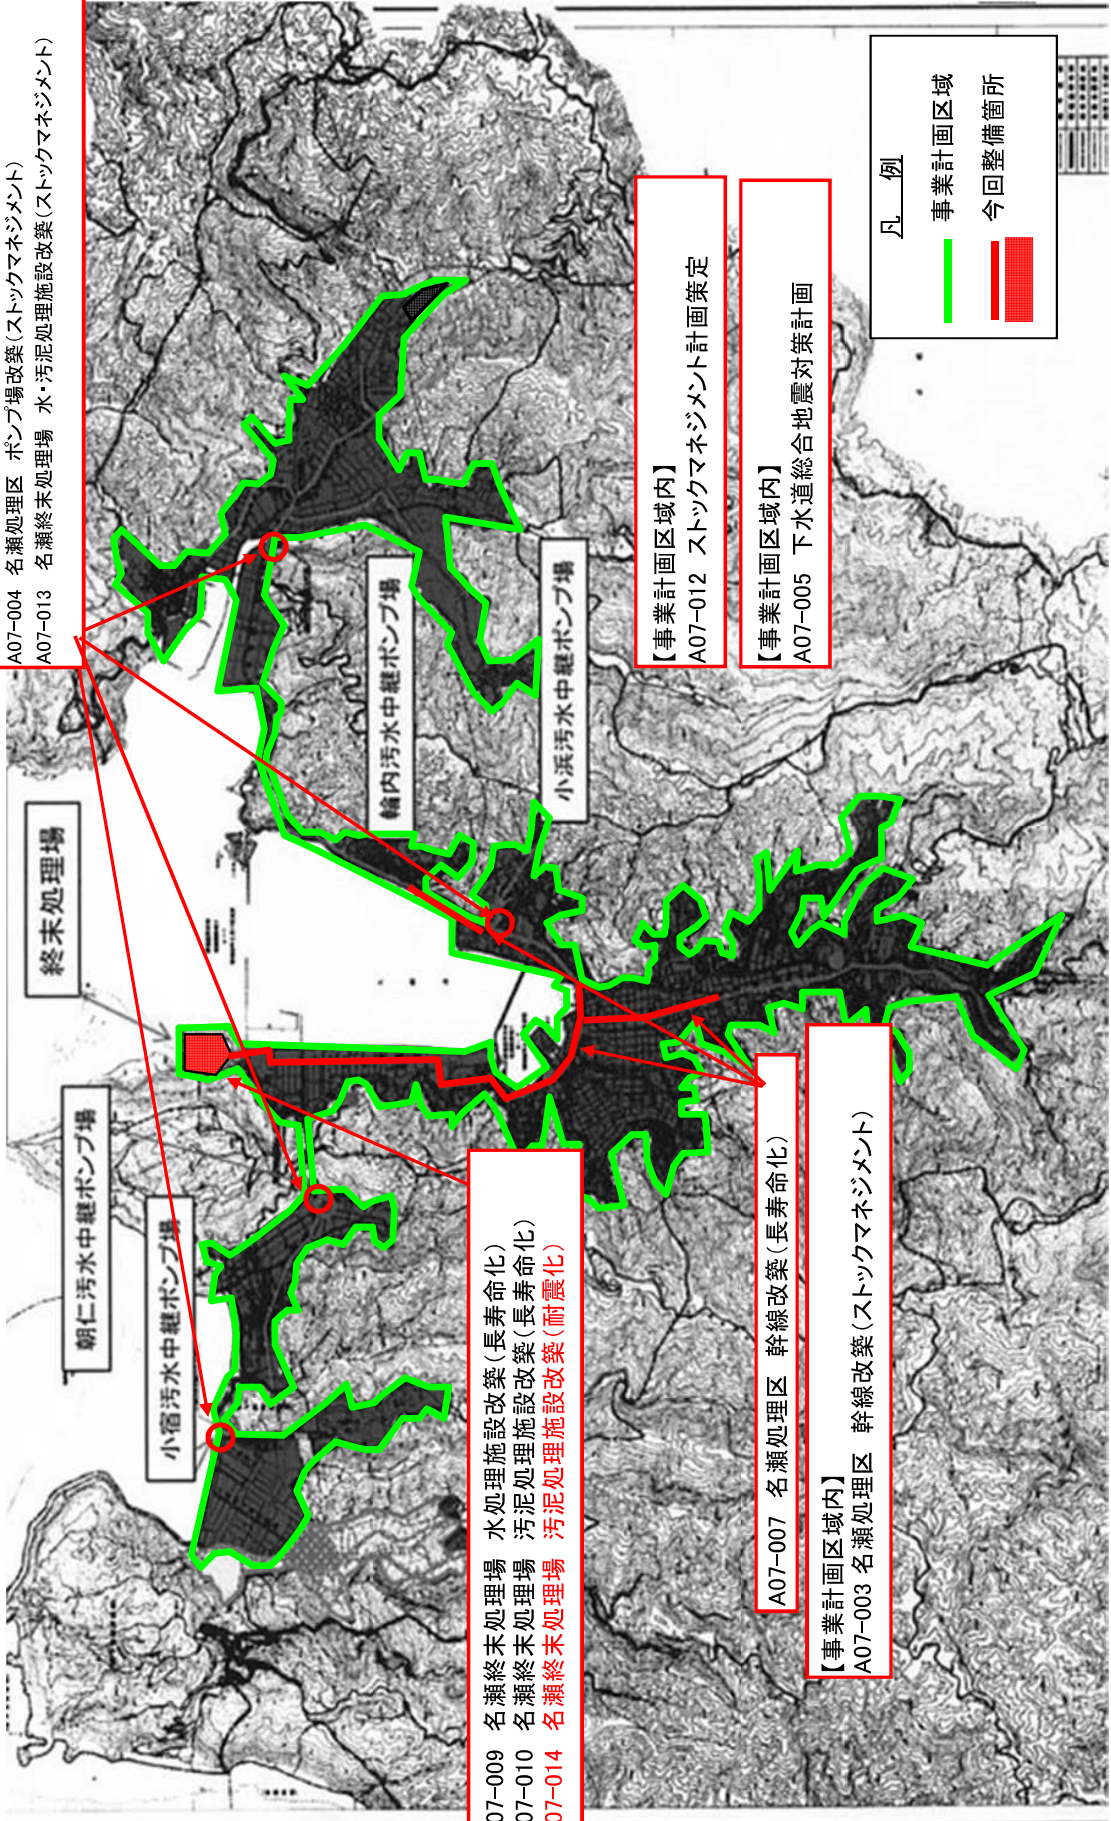 A07-004 名瀬処理区 ポンプ場改築(ストックマネジメント)
A07-013 名瀬終末処理場 水・汚泥処理施設改築(ストックマネジメント)
終末処理場
朝仁汚水中継ポンプ場
小宿汚水中継ポンプ場
輪内汚水中継ポンプ場
小浜汚水中継ポンプ場
【事業計画区域内】
A07-012 ストックマネジメント計画策定
【事業計画区域内】
A07-005 下水道総合地震対策計画
凡 例
事業計画区域
今回整備箇所
07-009 名瀬終末処理場 水処理施設改築(長寿命化)
07-010 名瀬終末処理場 汚泥処理施設改築(長寿命化)
07-014 名瀬終末処理場 汚泥処理施設改築(耐震化)
A07-007 名瀬処理区 幹線改築(長寿命化)
【事業計画区域内】
A07-003 名瀬処理区 幹線改築(ストックマネジメント)